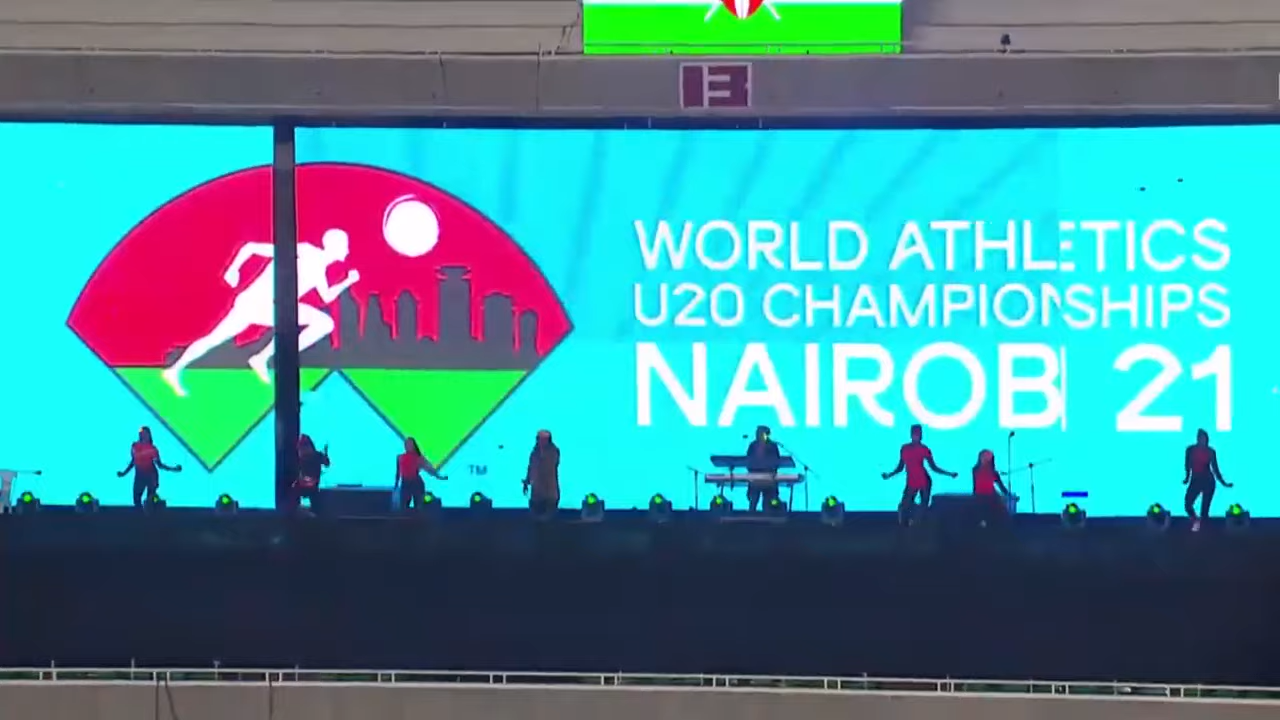 13
WORLD ATHLETICS
U20 CHAMPIONSHIPS
NAIROBI 21
TM